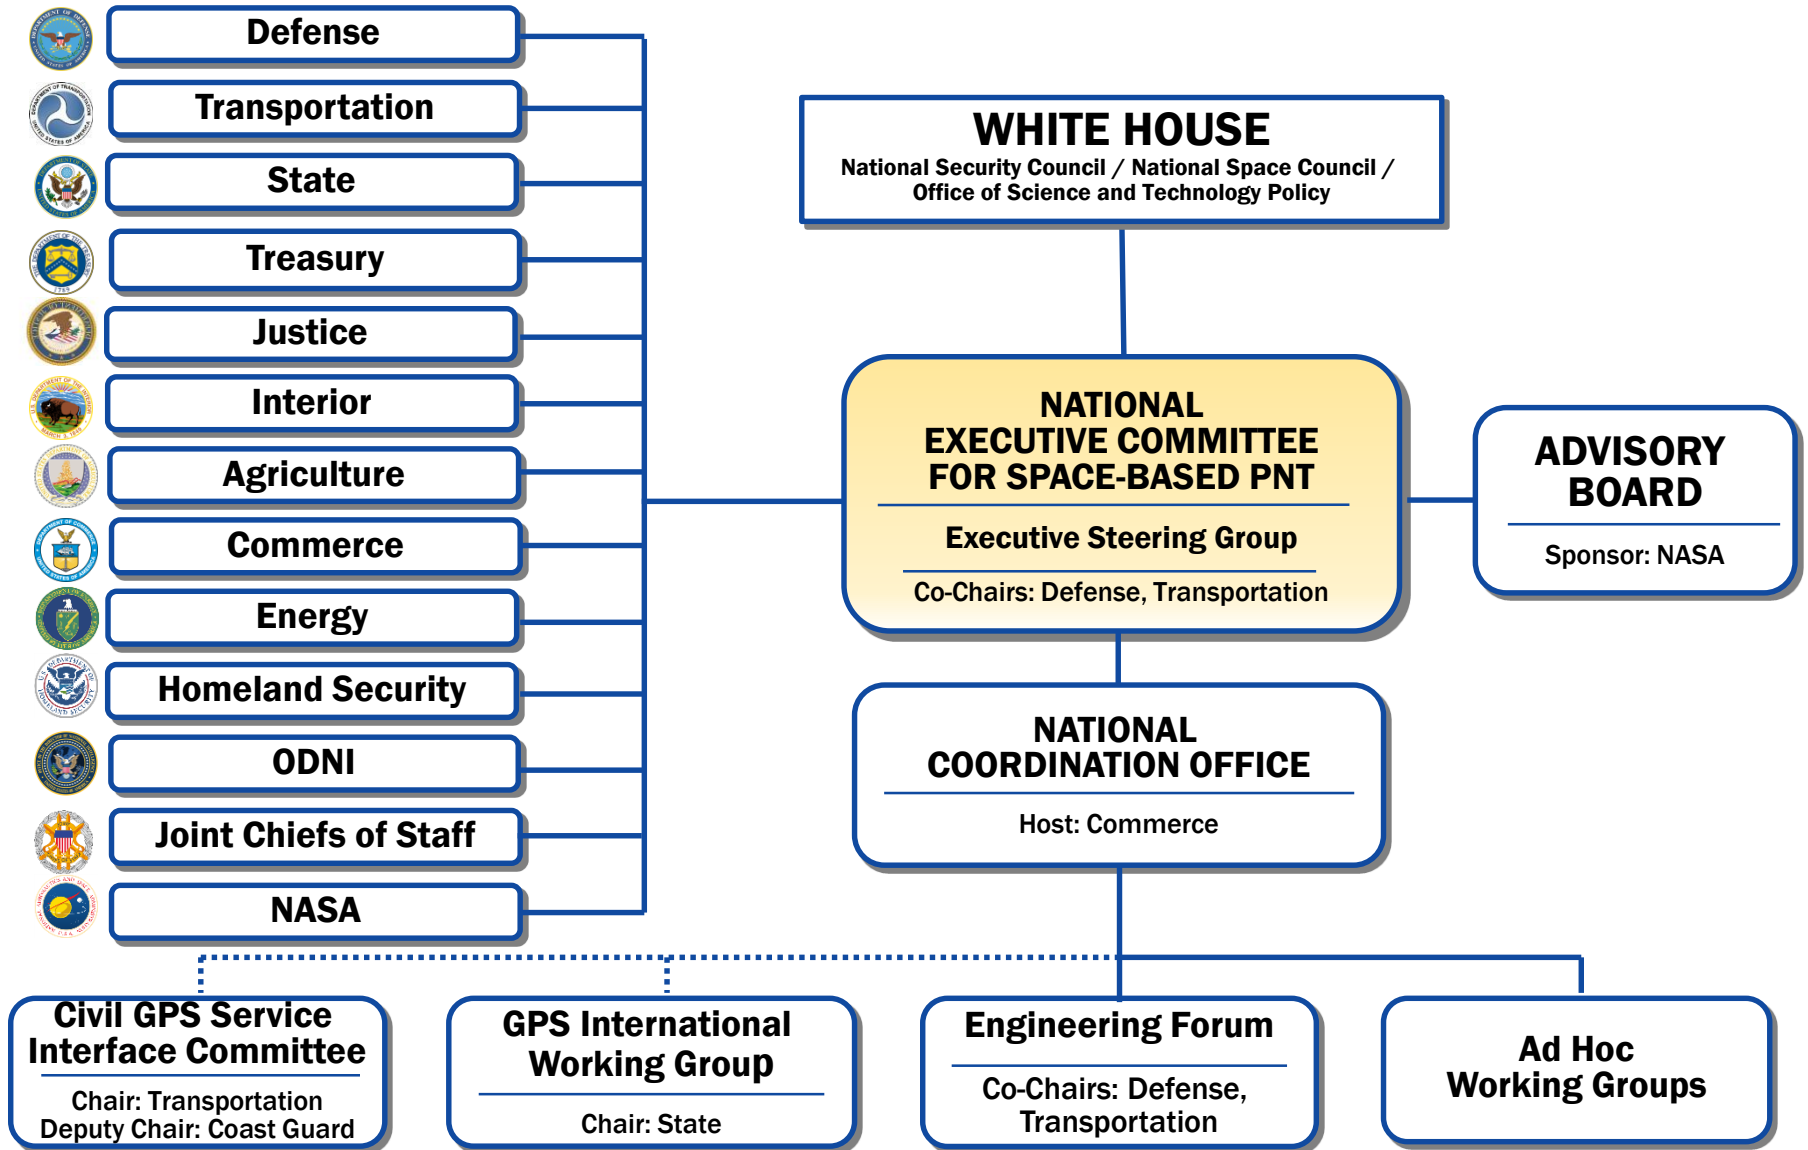 Defense
Transportation
State
Treasury
Justice
Interior
Agriculture
Commerce
Energy
Homeland Security
ODNI
Joint Chiefs of Staff
NASA
WHITE HOUSE
National Security Council / National Space Council /
Office of Science and Technology Policy
NATIONAL
EXECUTIVE COMMITTEE
FOR SPACE-BASED PNT
Executive Steering Group
Co-Chairs: Defense, Transportation
ADVISORY
BOARD
Sponsor: NASA
NATIONAL
COORDINATION OFFICE
Host: Commerce
Civil GPS Service
Interface Committee
Chair: Transportation
Deputy Chair: Coast Guard
GPS International
Working Group
Chair: State
Engineering Forum
Co-Chairs: Defense,
Transportation
Ad Hoc
Working Groups